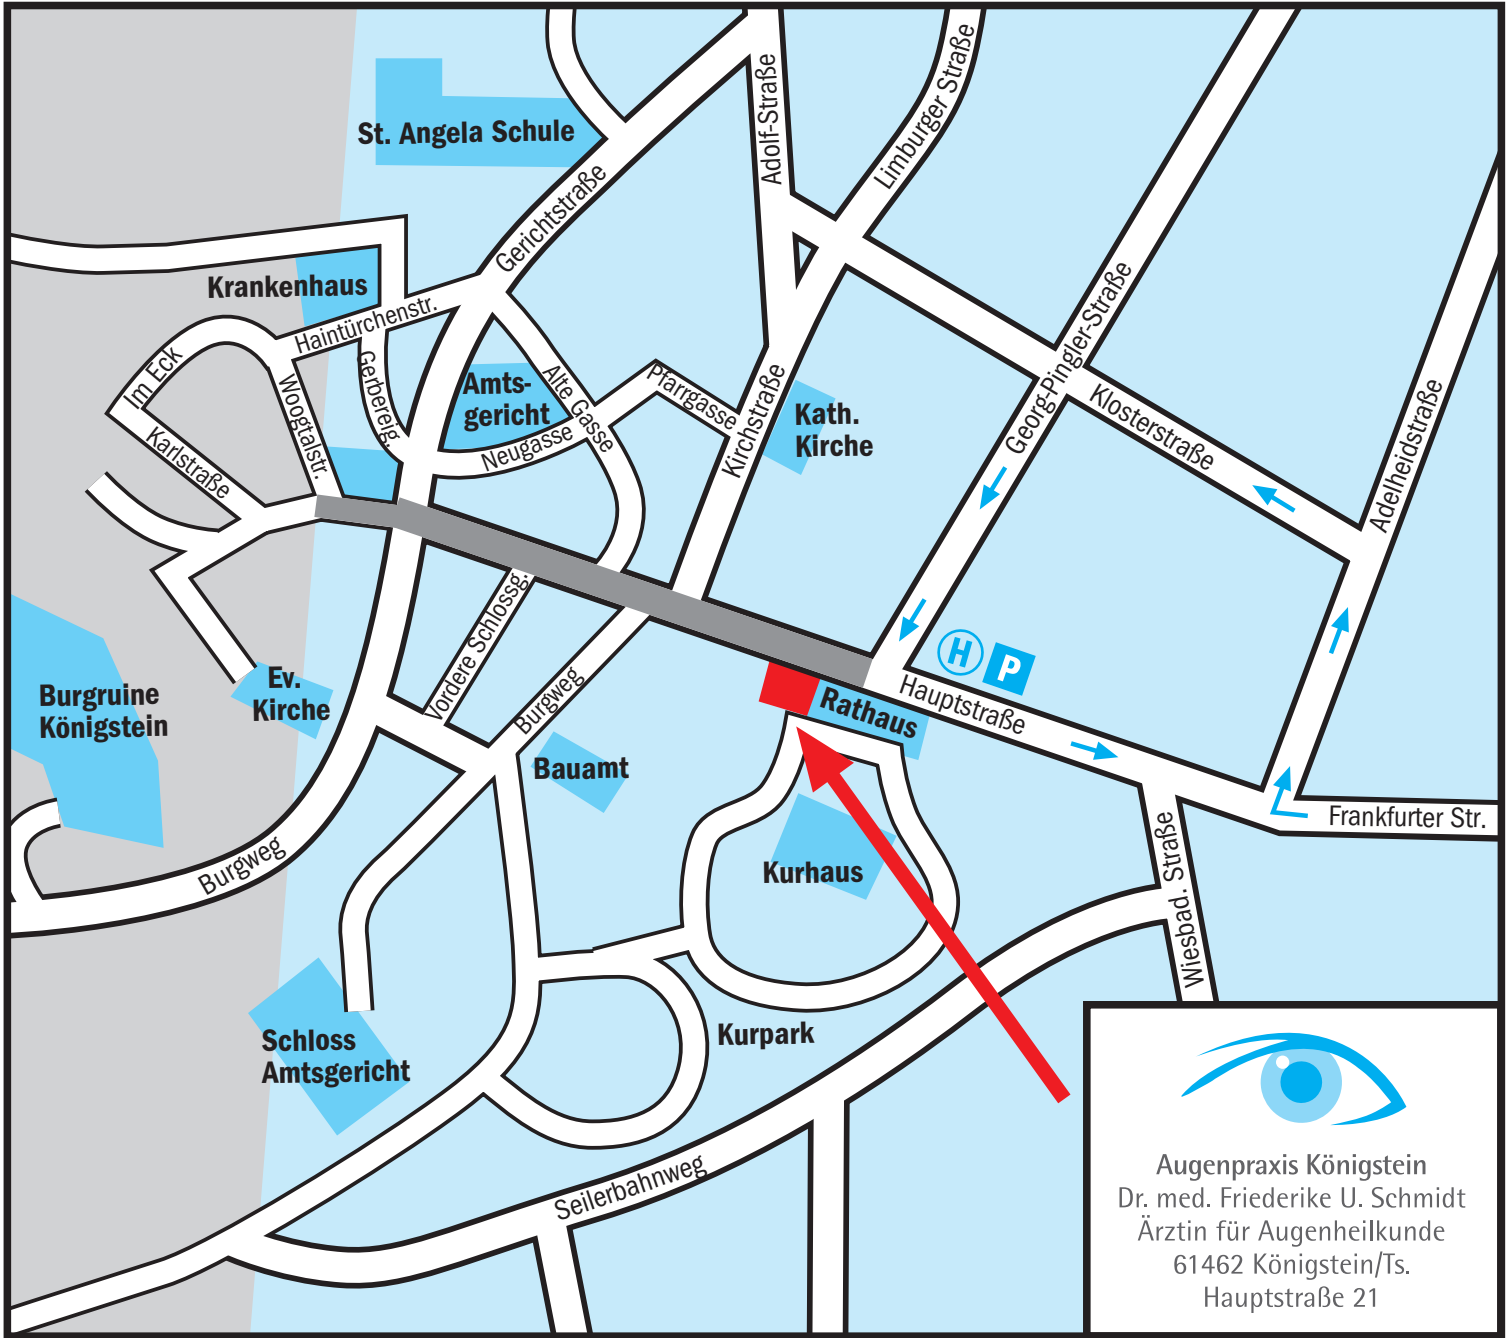 St. Angela Schule
Gerichtstraße
Adolf-Straße
Limburger Straße
Krankenhaus
Haintürchenstr.
Im Eck
Woogtalstr.
Gerbereig.
Karlstraße
Amts-
gericht
Alte Gasse
Neugasse
Pfarrgasse
Kirchstraße
Kath.
Kirche
Georg-Pingler-Straße
Klosterstraße
Adelheidstraße
Burgruine
Königstein
Ev.
Kirche
Vordere Schlossg.
Burgweg
Bauamt
Rathaus
H
P
Hauptstraße
Frankfurter Str.
Wiesbad. Straße
Burgweg
Kurhaus
Kurpark
Schloss
Amtsgericht
Seilerbahnweg
Augenpraxis Königstein
Dr. med. Friederike U. Schmidt
Ärztin für Augenheilkunde
61462 Königstein/Ts.
Hauptstraße 21